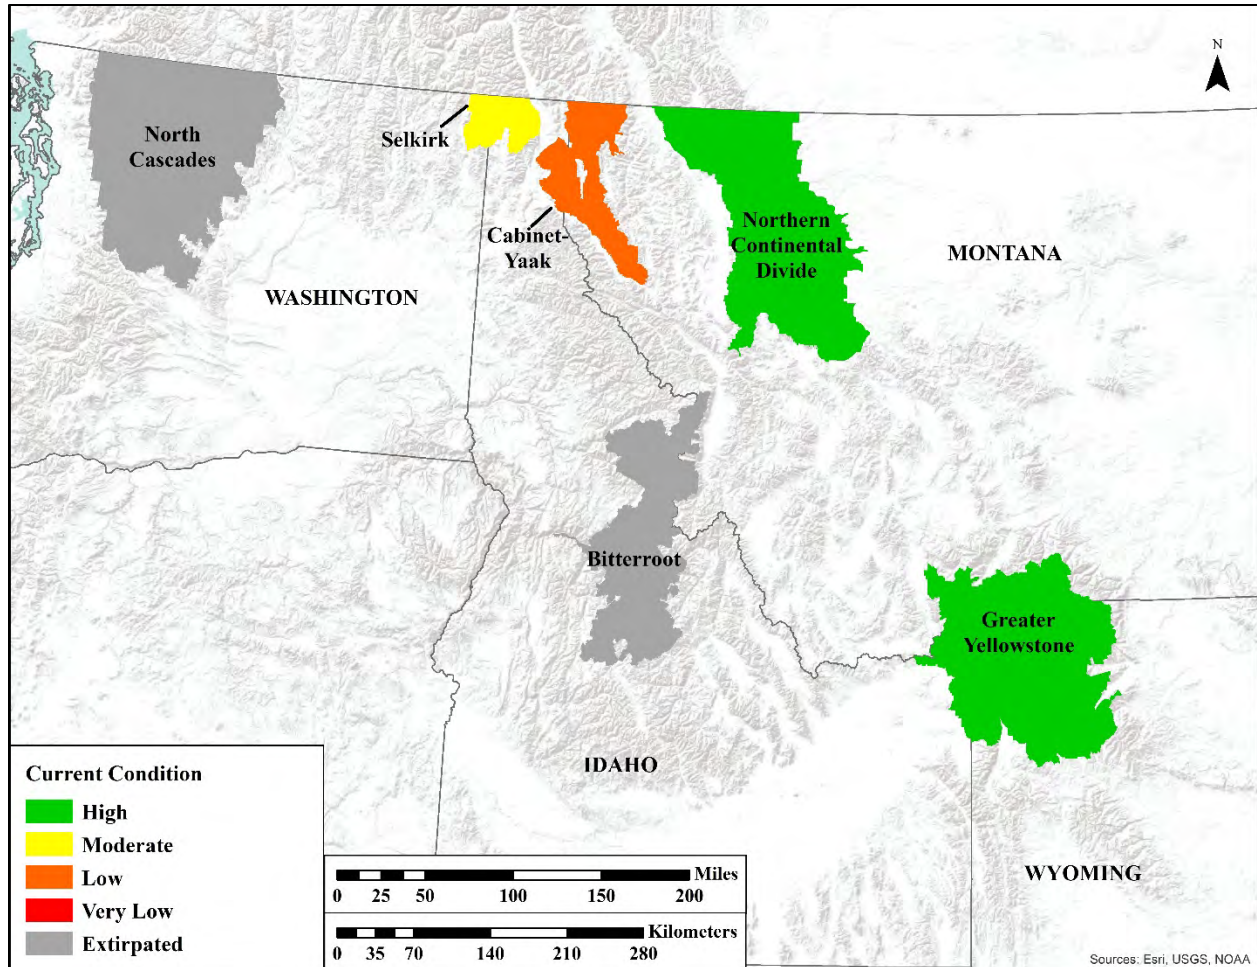 N
North
Cascades
Selkirk
Cabinet-
Yaak
Northern
Continental
Divide
MONTANA
WASHINGTON
Bitterroot
Greater
Yellowstone
IDAHO
WYOMING
Current Condition
High
Moderate
Low
Very Low
Extirpated
Miles
0 25 50 100 150 200
Kilometers
0 35 70 140 210 280
Sources: Esri, USGS, NOAA